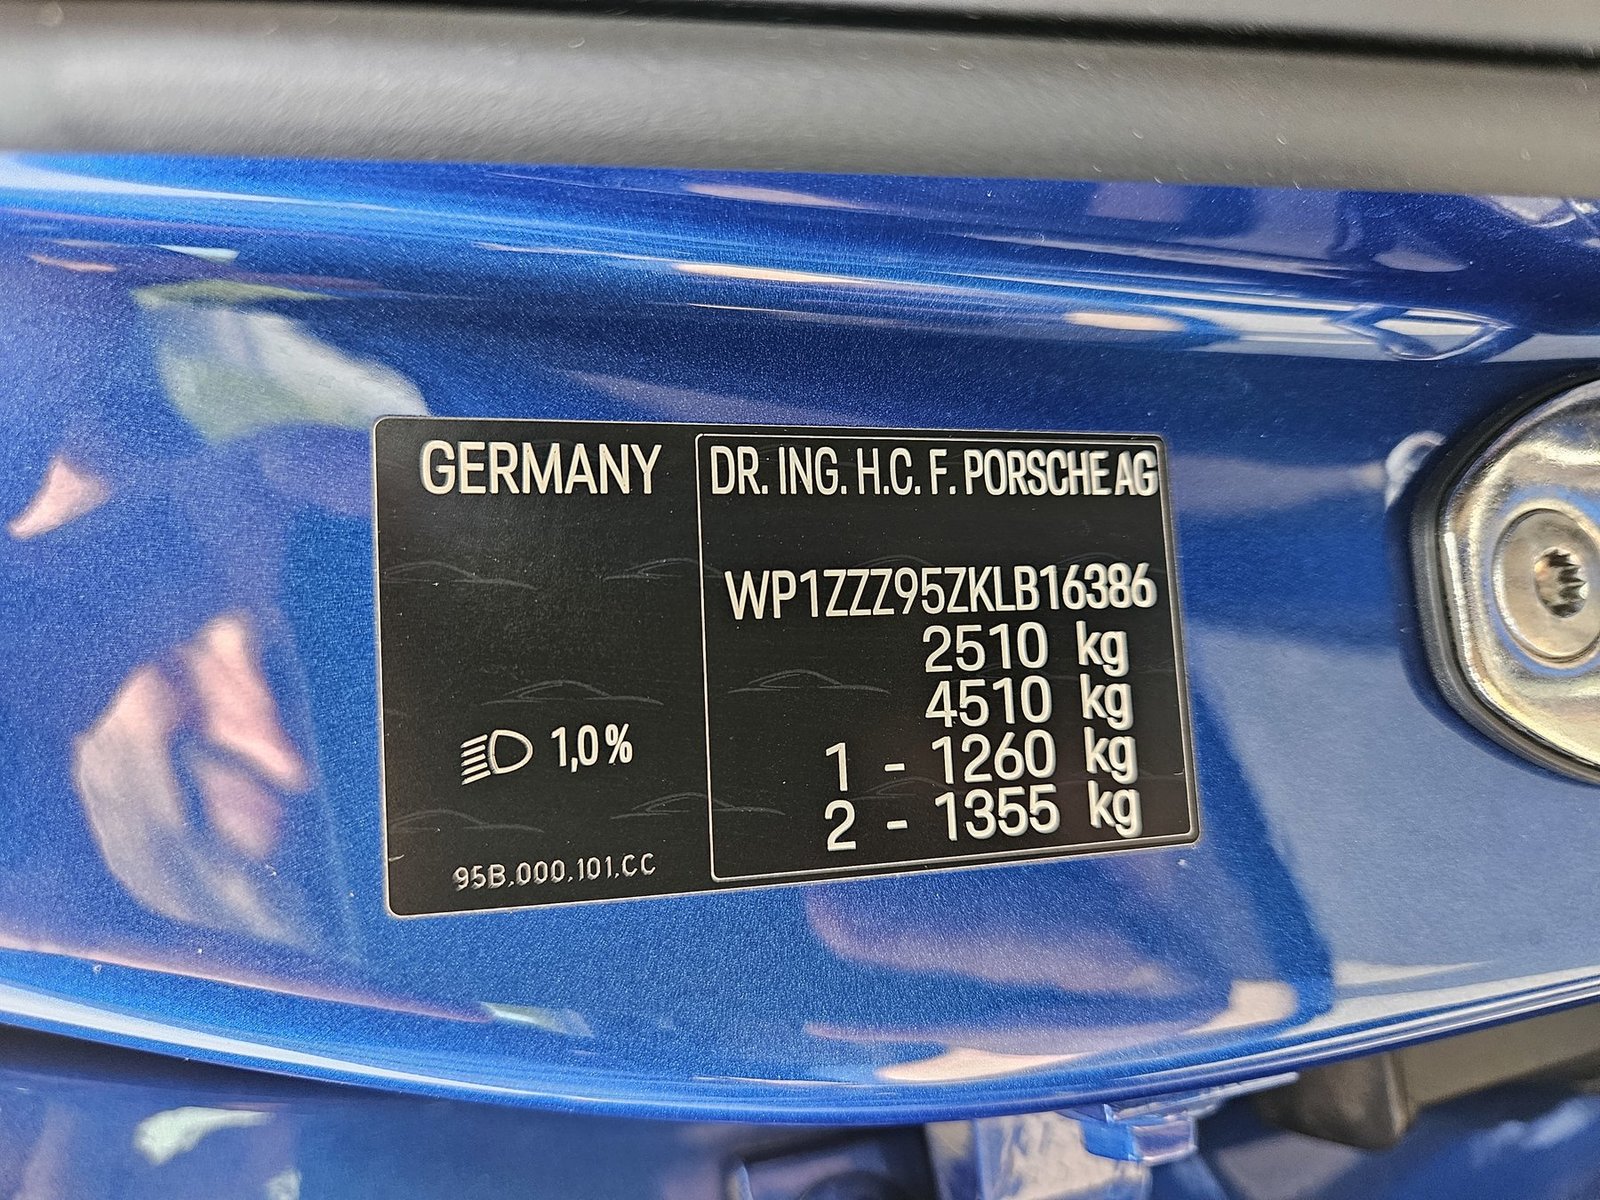 GERMANY
1,0%
95B.000.101.CC
DR. ING. H.C. F. PORSCHE AG
WP1ZZZ95ZKLB16386
2510 kg
4510 kg
1 - 1260 kg
2 - 1355 kg